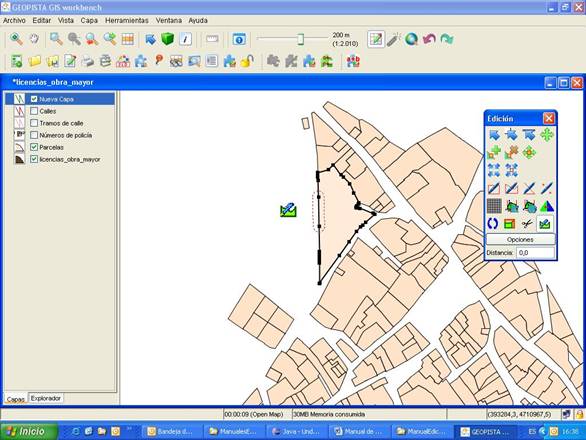 GEOPISTA GIS workbench
Archivo Editar Vista Capa Herramientas Ventana Ayuda
200 m
(1:2.010)
*licencias_obra_mayor
Nueva Capa
Calles
Tramos de calle
Números de policía
Parcelas
licencias_obra_mayor
Edición
Opciones
Distancia: 0,0
Capas Explorador
00:00:09 (Open Map) 30MB Memoria consumida (393284,3, 4710967,5)
Inicio Bandeja d... ManualesE... Java - Und... Manual de ... ManualEdic... GEOPISTA ... ES 16:38